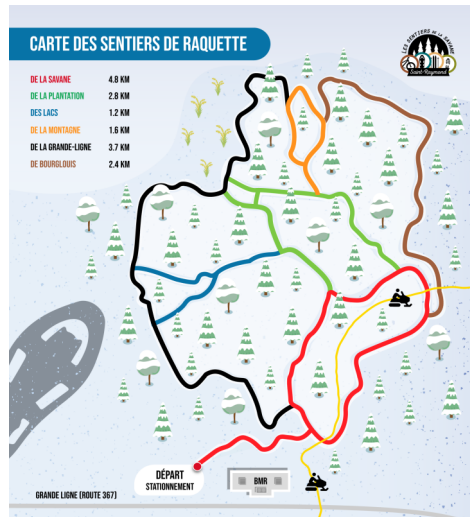 CARTE DES SENTIERS DE RAQUETTE
LES SENTIERS DE LA SAVANE
Saint-Raymond
DE LA SAVANE 4.8 KM
DE LA PLANTATION 2.8 KM
DES LACS 1.2 KM
DE LA MONTAGNE 1.6 KM
DE LA GRANDE-LIGNE 3.7 KM
DE BOURGLOUIS 2.4 KM
DÉPART
STATIONNEMENT
BMR
GRANDE LIGNE (ROUTE 367)